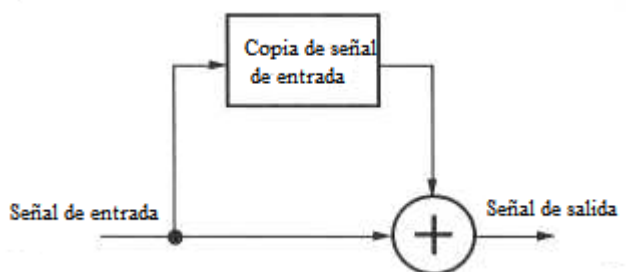 Copia de señal
de entrada
Señal de entrada
Señal de salida
+